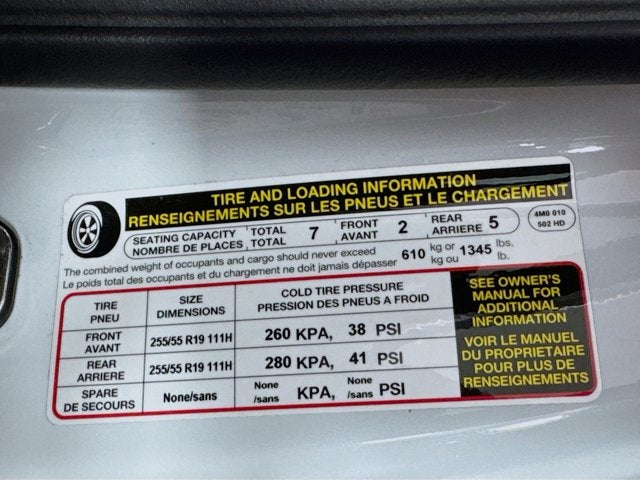 TIRE AND LOADING INFORMATION
RENSEIGNEMENTS SUR LES PNEUS ET LE CHARGEMENT
SEATING CAPACITY TOTAL 7 FRONT 2 REAR 5
NOMBRE DE PLACES TOTAL AVANT ARRIERE
4M0 010
502 HD
The combined weight of occupants and cargo should never exceed 610 kg or 1345 lbs.
Le poids total des occupants et du chargement ne doit jamais dépasser kg ou lb.
TIRE SIZE COLD TIRE PRESSURE
PNEU DIMENSIONS PRESSION DES PNEUS A FROID
FRONT
AVANT 255/55 R19 111H 260 KPA, 38 PSI
REAR
ARRIERE 255/55 R19 111H 280 KPA, 41 PSI
SPARE
DE SECOURS None/sans None /sans KPA, None /sans PSI
SEE OWNER'S
MANUAL FOR
ADDITIONAL
INFORMATION
VOIR LE MANUEL
DU PROPRIETAIRE
POUR PLUS DE
RENSEIGNEMENTS